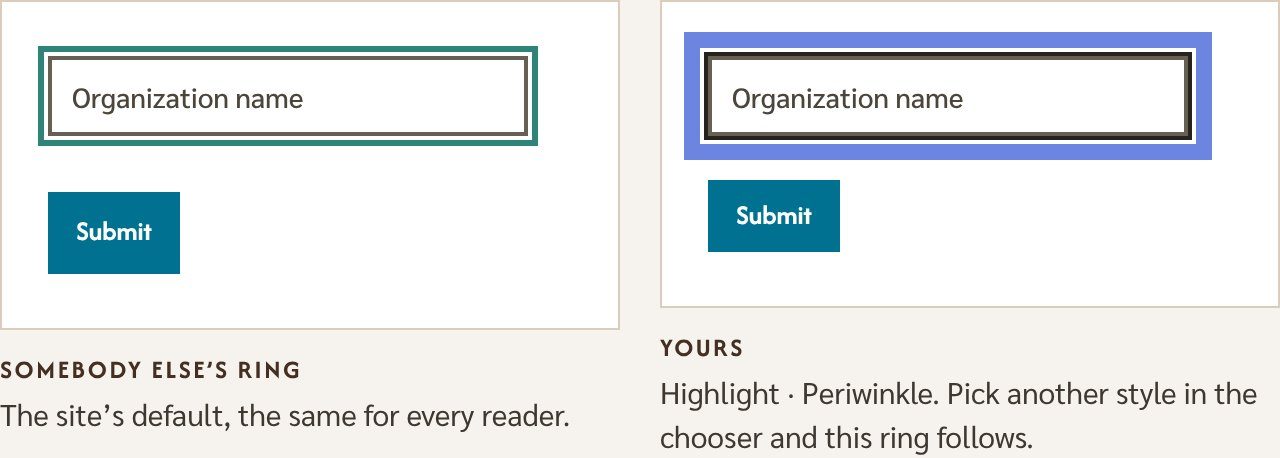 Organization name
Submit
SOMEBODY ELSE’S RING
The site’s default, the same for every reader.
Organization name
Submit
YOURS
Highlight · Periwinkle. Pick another style in the
chooser and this ring follows.